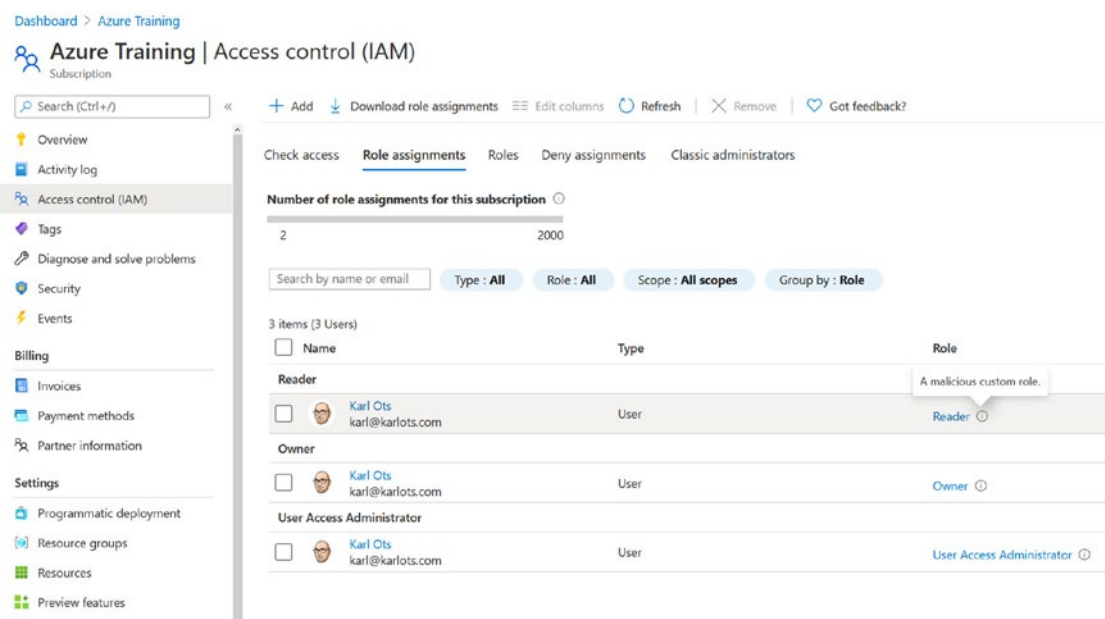 Dashboard > Azure Training
Azure Training | Access control (IAM)
Subscription
Search (Ctrl+/)
«
Overview
Activity log
Access control (IAM)
Tags
Diagnose and solve problems
Security
Events
Billing
Invoices
Payment methods
Partner information
Settings
Programmatic deployment
Resource groups
Resources
Preview features
+ Add Download role assignments Edit columns Refresh Remove Got feedback?
Check access Role assignments Roles Deny assignments Classic administrators
Number of role assignments for this subscription
2 2000
Search by name or email Type : All Role : All Scope : All scopes Group by : Role
3 items (3 Users)
Name Type Role
Reader
A malicious custom role.
Karl Ots
karl@karlots.com
User
Reader
Owner
Karl Ots
karl@karlots.com
User
Owner
User Access Administrator
Karl Ots
karl@karlots.com
User
User Access Administrator